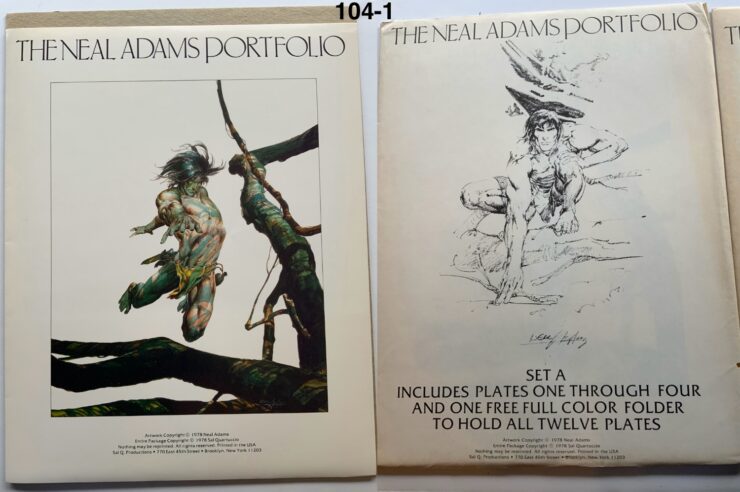 104-1
THE NEAL ADAMS PORTFOLIO
Artwork Copyright © 1978 Neal Adams
Entire Package Copyright © 1978 Sal Quartuccio
Nothing may be reprinted. All rights reserved. Printed in the USA
Sal Q. Productions • 770 East 45th Street • Brooklyn, New York 11203
THE NEAL ADAMS PORTFOLIO
Neal Adams
SET A
INCLUDES PLATES ONE THROUGH FOUR
AND ONE FREE FULL COLOR FOLDER
TO HOLD ALL TWELVE PLATES
Artwork Copyright © 1978 Neal Adams
Entire Package Copyright © 1978 Sal Quartuccio
Nothing may be reprinted. All rights reserved. Printed in the USA
Sal Q. Productions • 770 East 45th Street • Brooklyn, New York 11203